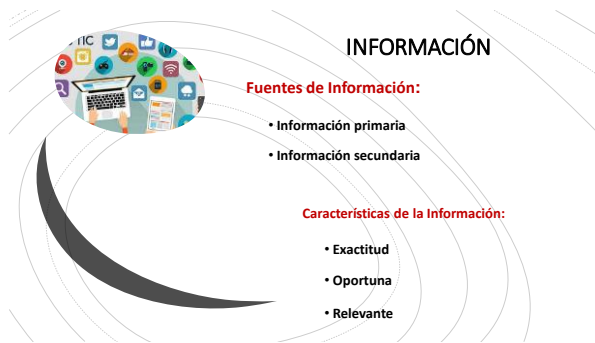 TIC
INFORMACIÓN
Fuentes de Información:
• Información primaria
• Información secundaria
Características de la Información:
• Exactitud
• Oportuna
• Relevante